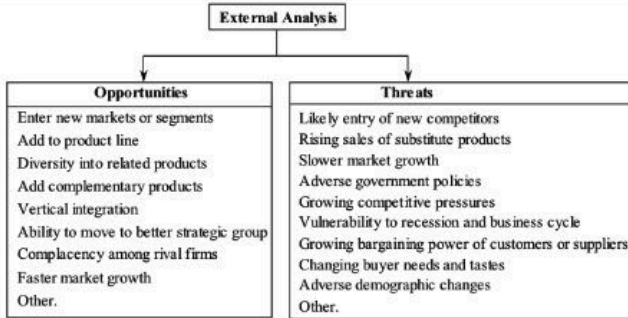 External Analysis
Opportunities
Enter new markets or segments
Add to product line
Diversity into related products
Add complementary products
Vertical integration
Ability to move to better strategic group
Complacency among rival firms
Faster market growth
Other.
Threats
Likely entry of new competitors
Rising sales of substitute products
Slower market growth
Adverse government policies
Growing competitive pressures
Vulnerability to recession and business cycle
Growing bargaining power of customers or suppliers
Changing buyer needs and tastes
Adverse demographic changes
Other.